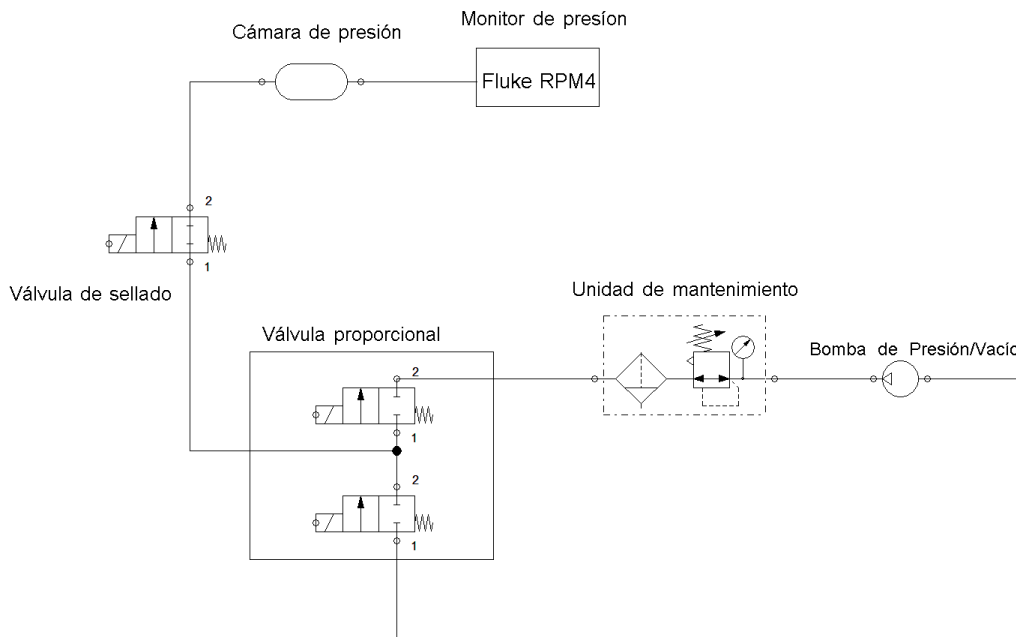 Monitor de presíon
Cámara de presión
Fluke RPM4
2
1
Válvula de sellado
Unidad de mantenimiento
Válvula proporcional
Bomba de Presión/Vacío
2
1
2
1